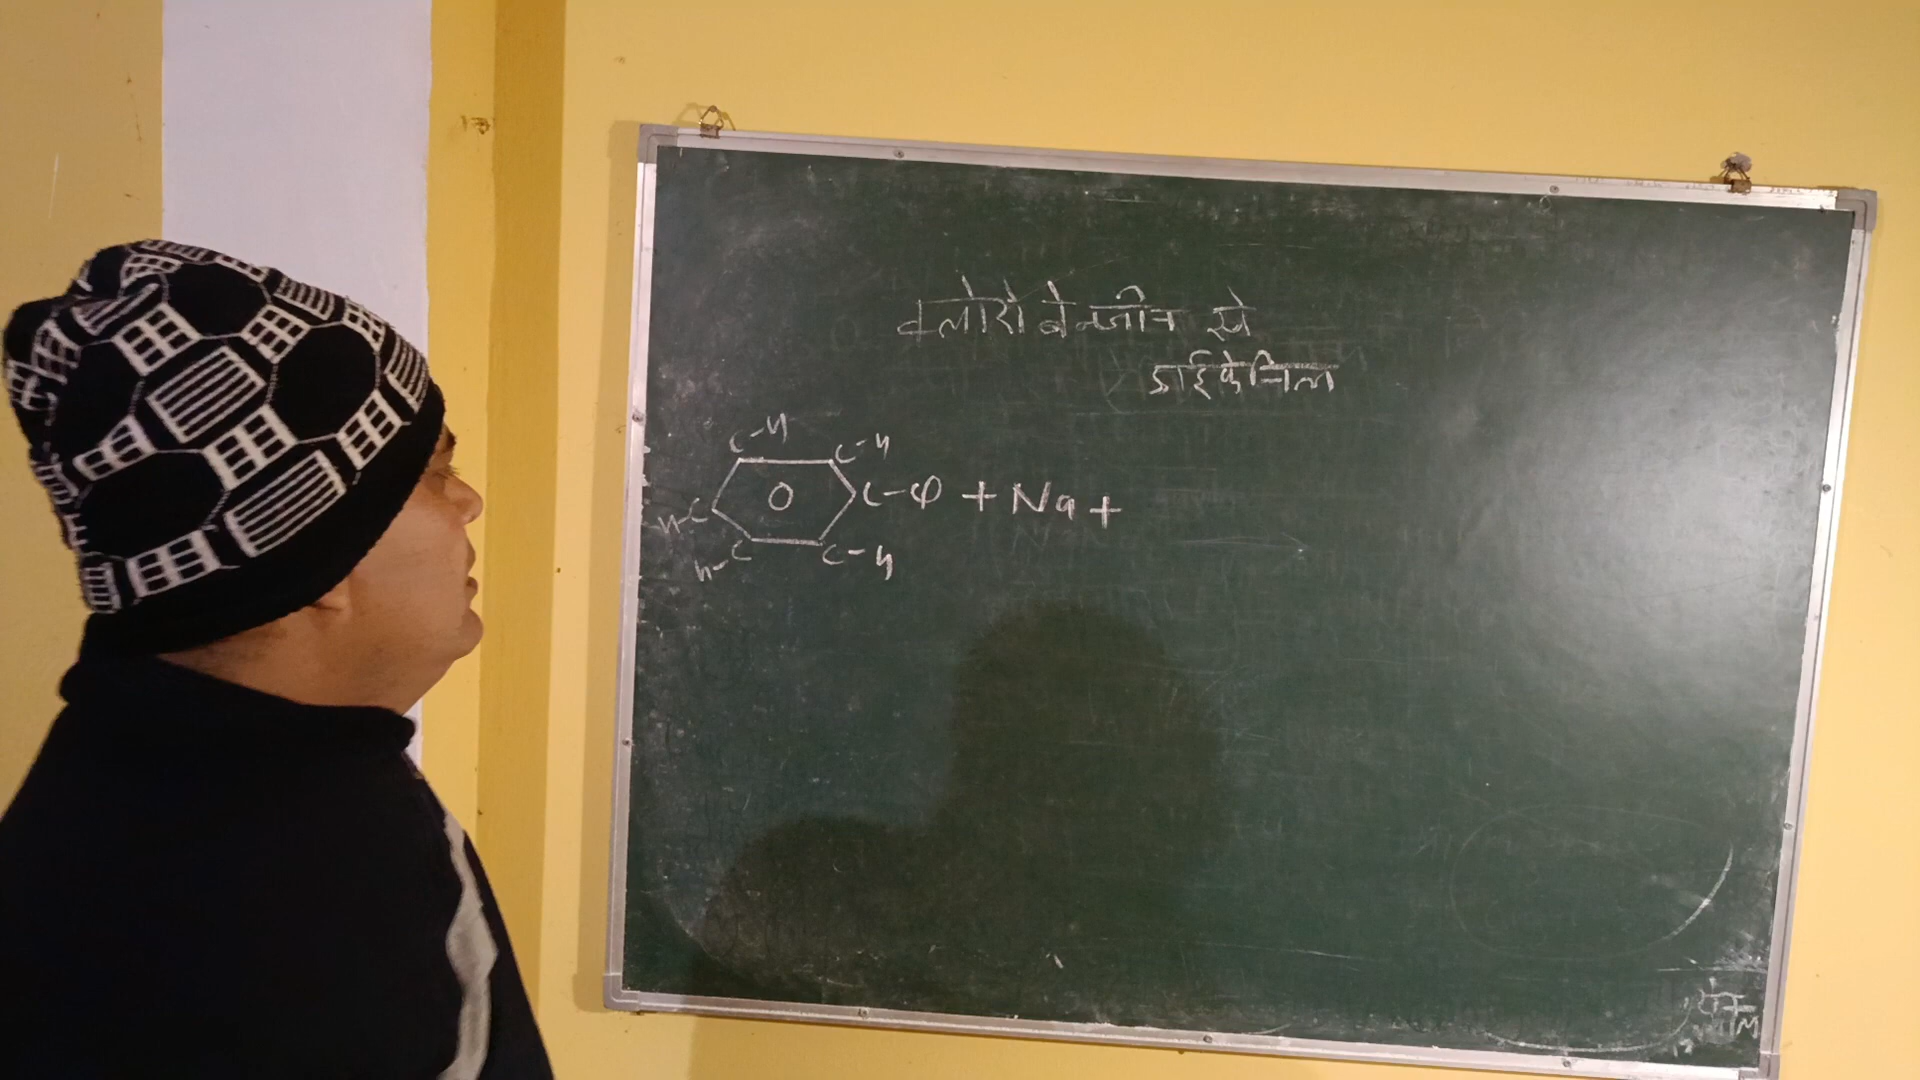 क्लोरो बेन्जीन से
डाईफेनिल
C-H C-H
H-C O C-Cl + Na +
H-C C-H